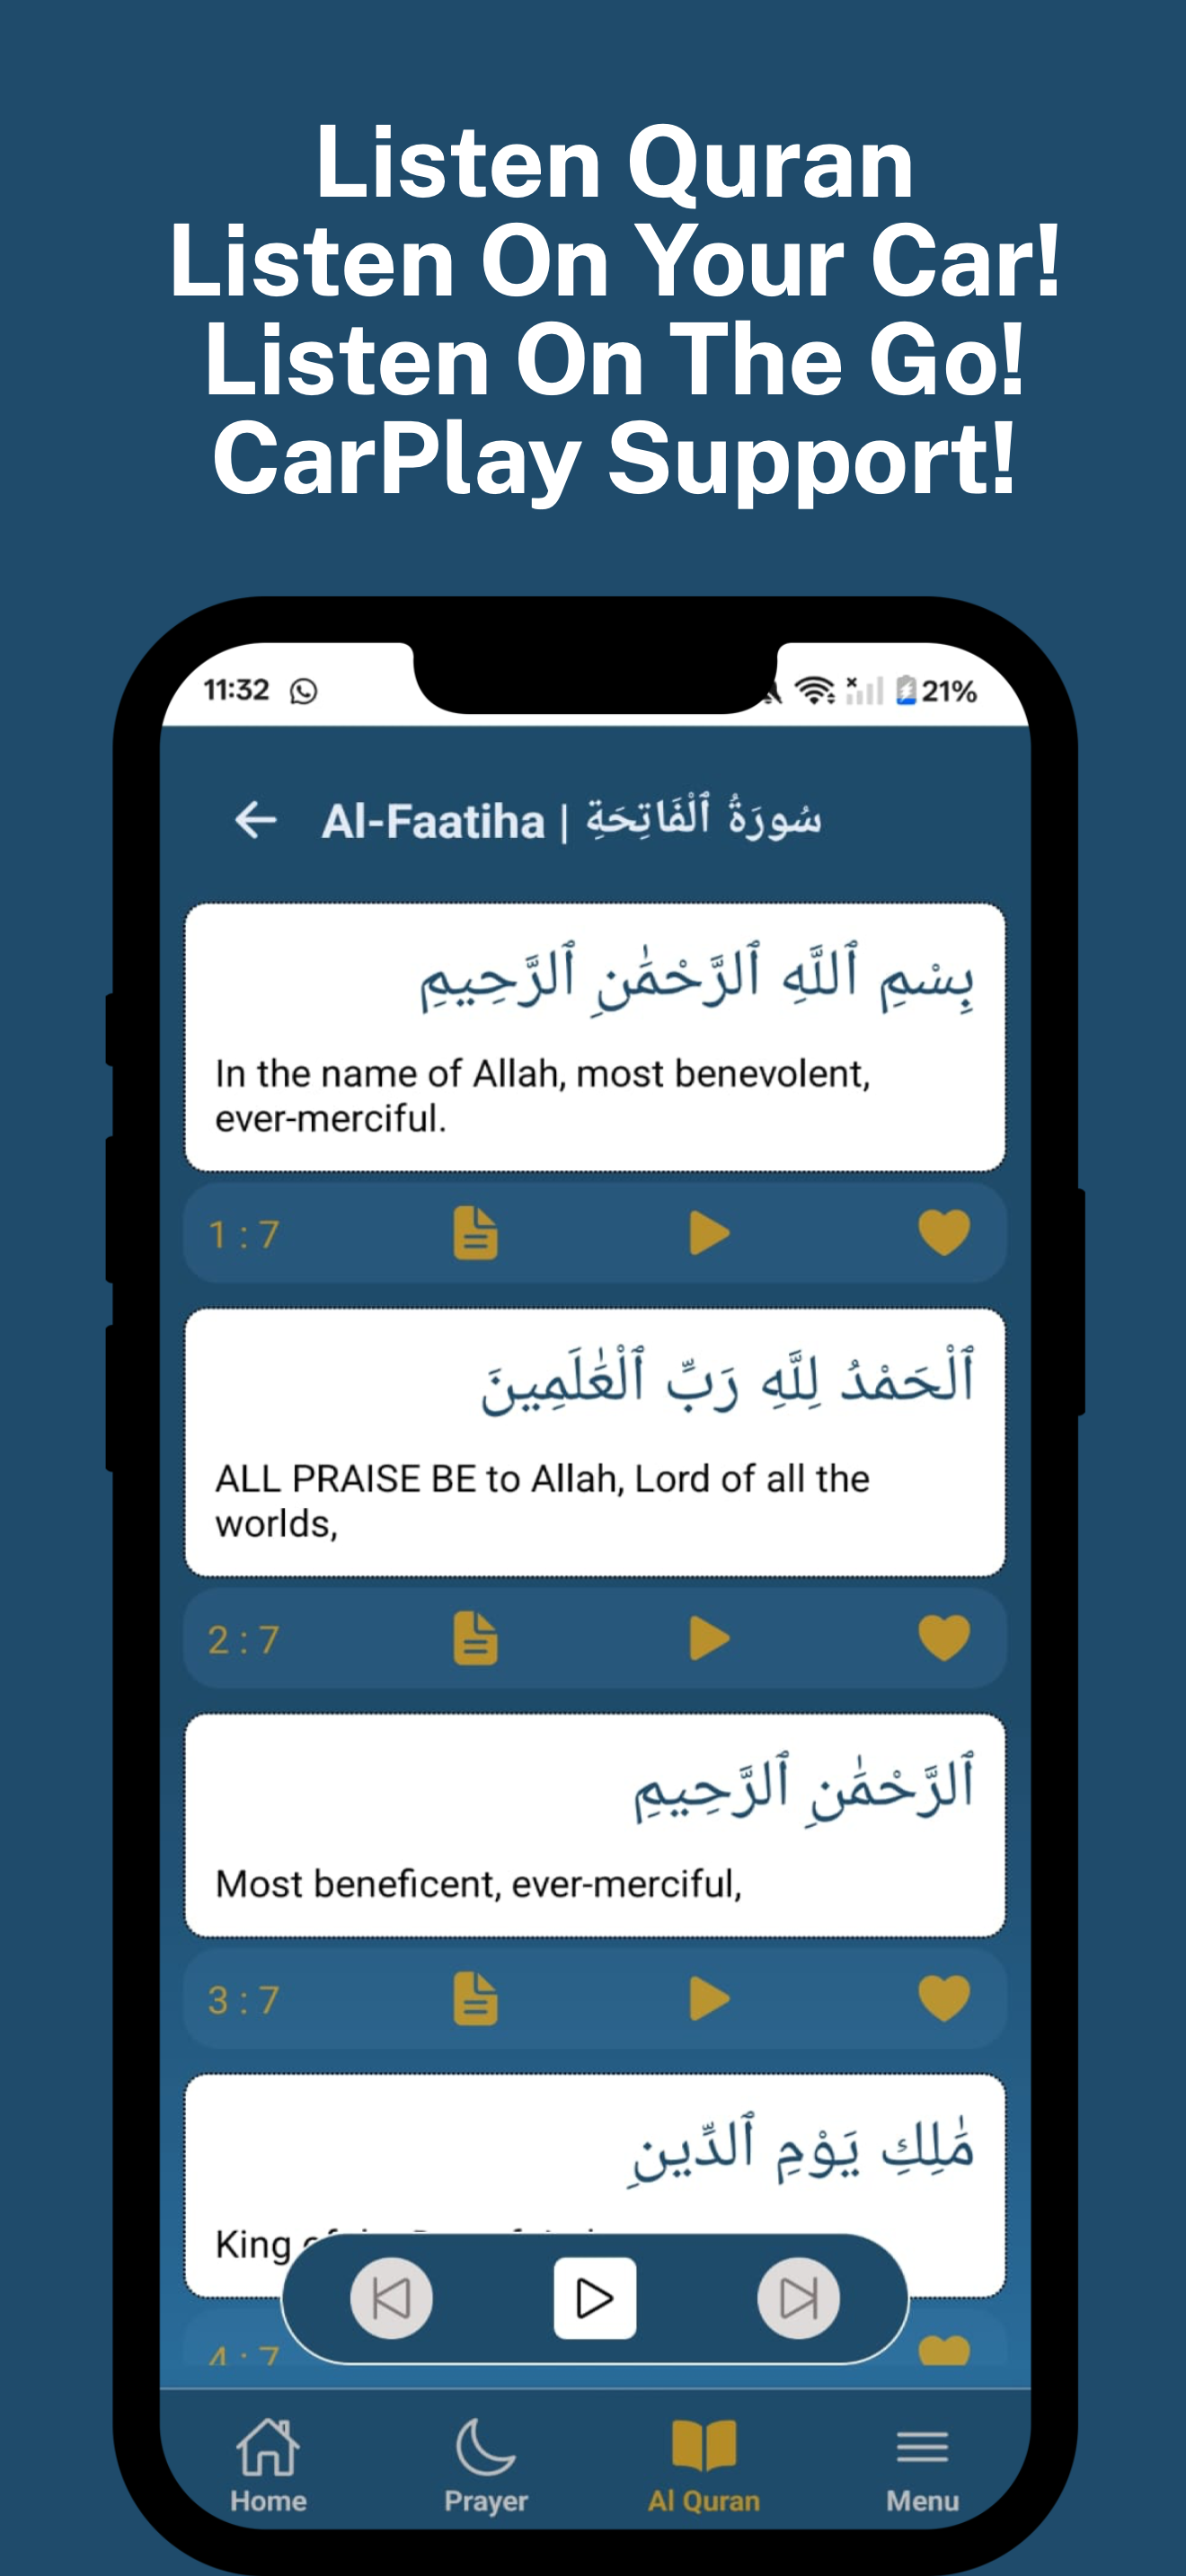 Listen Quran
Listen On Your Car!
Listen On The Go!
CarPlay Support!
11:32
21%
Al-Faatiha | سُورَةُ ٱلْفَاتِحَةِ
بِسْمِ ٱللَّهِ ٱلرَّحْمَٰنِ ٱلرَّحِيمِ
In the name of Allah, most benevolent,
ever-merciful.
1 : 7
ٱلْحَمْدُ لِلَّهِ رَبِّ ٱلْعَٰلَمِينَ
ALL PRAISE BE to Allah, Lord of all the
worlds,
2 : 7
ٱلرَّحْمَٰنِ ٱلرَّحِيمِ
Most beneficent, ever-merciful,
3 : 7
مَٰلِكِ يَوْمِ ٱلدِّينِ
King
4 : 7
Home
Prayer
Al Quran
Menu